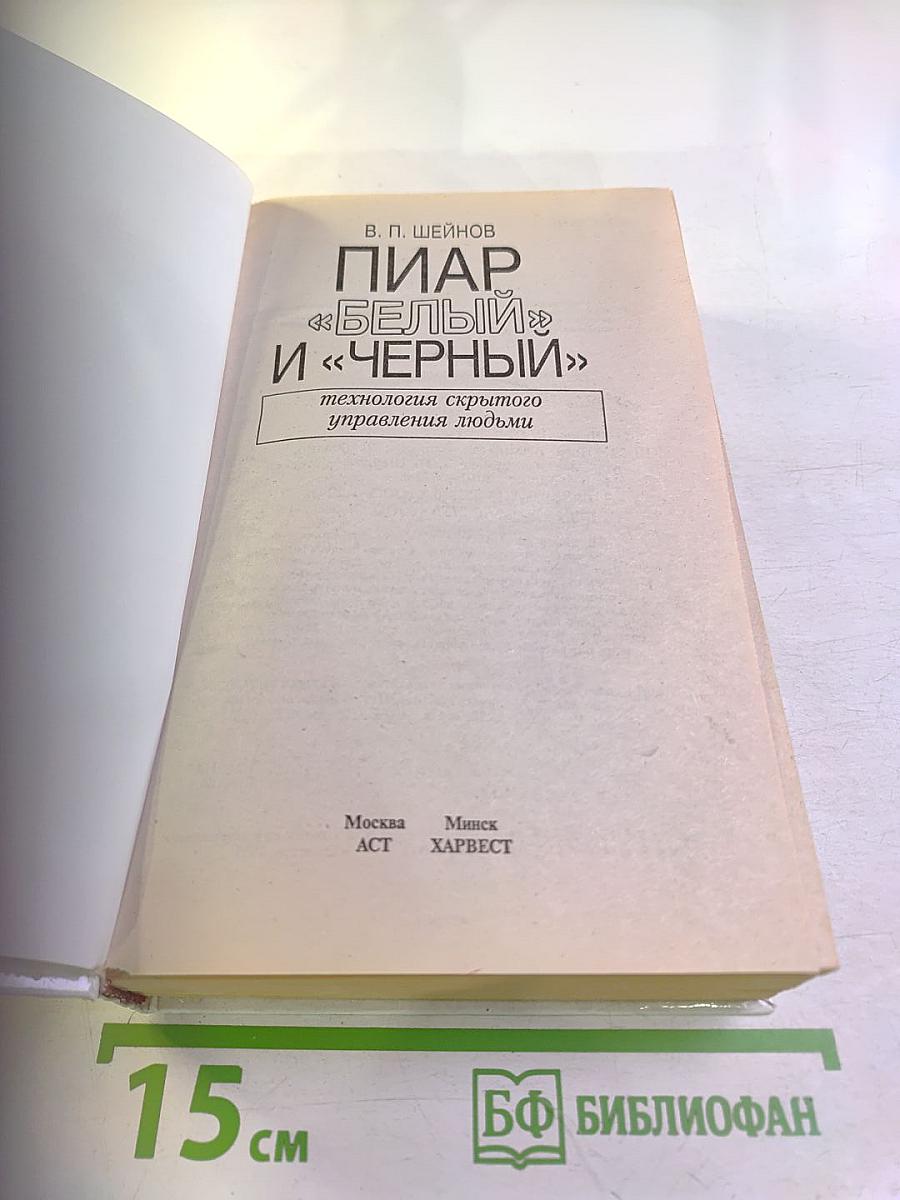 В. П. ШЕЙНОВ
ПИАР
«БЕЛЫЙ»
И «ЧЕРНЫЙ»
технология скрытого
управления людьми
Москва Минск
АСТ ХАРВЕСТ
15 см
БФ БИБЛИОФАН